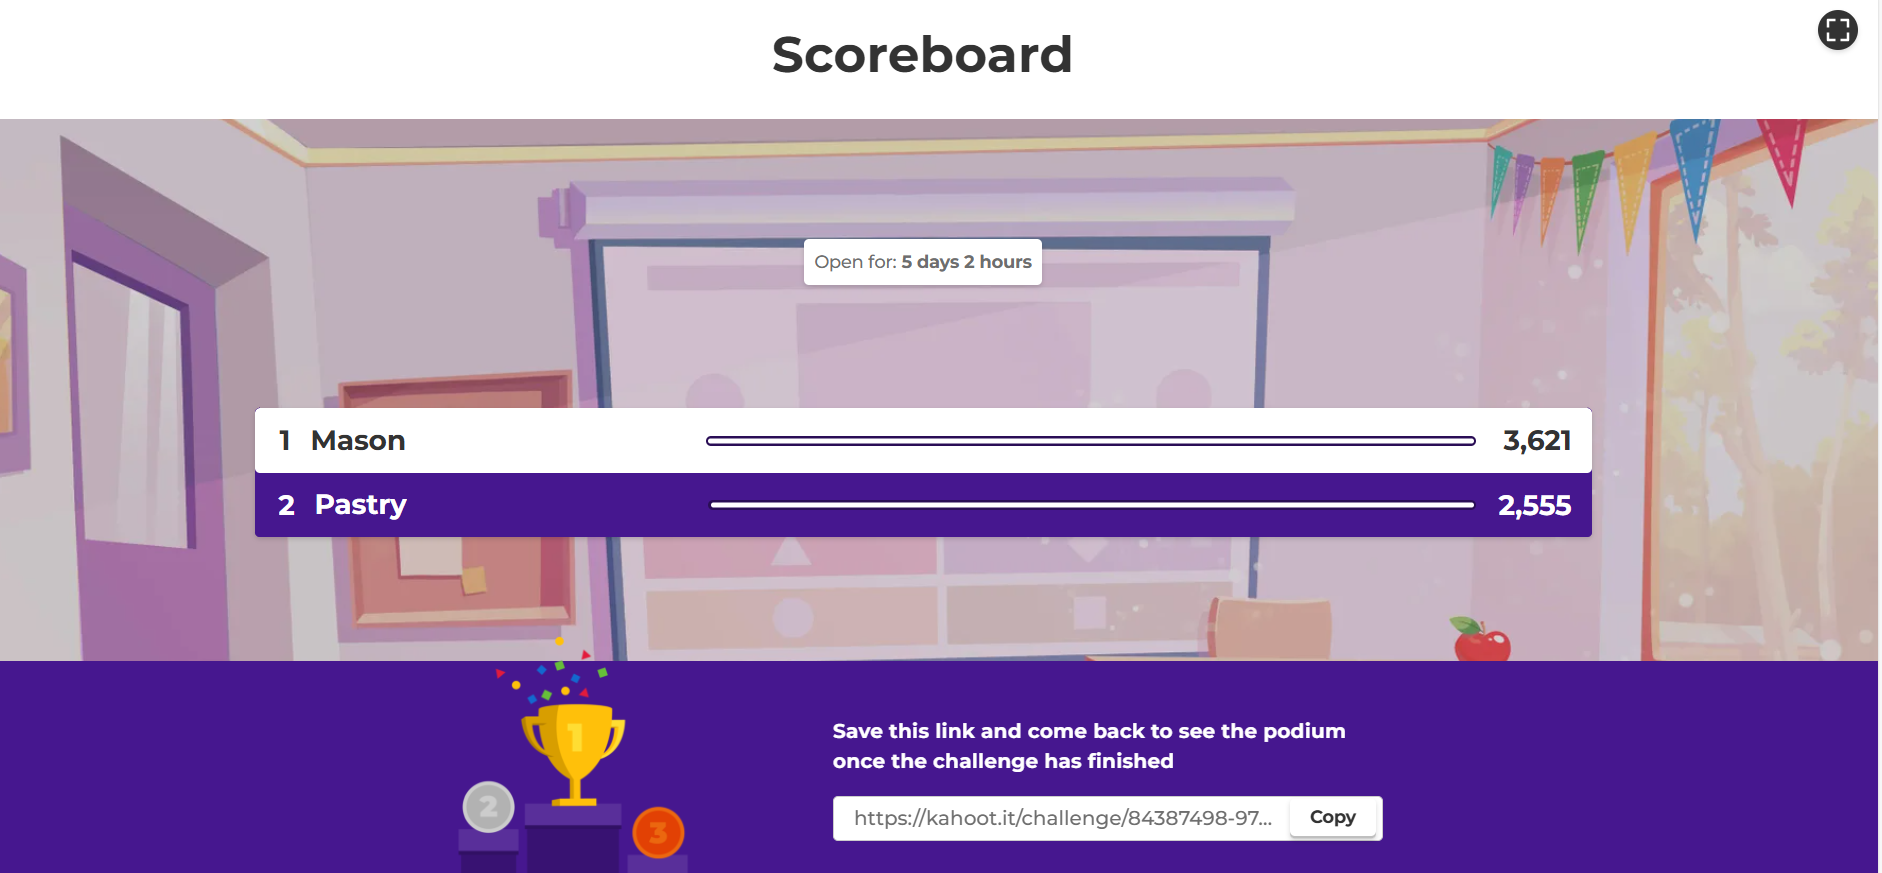 Scoreboard
Open for: 5 days 2 hours
1 Mason 3,621
2 Pastry 2,555
1
2
3
Save this link and come back to see the podium
once the challenge has finished
https://kahoot.it/challenge/84387498-97... Copy